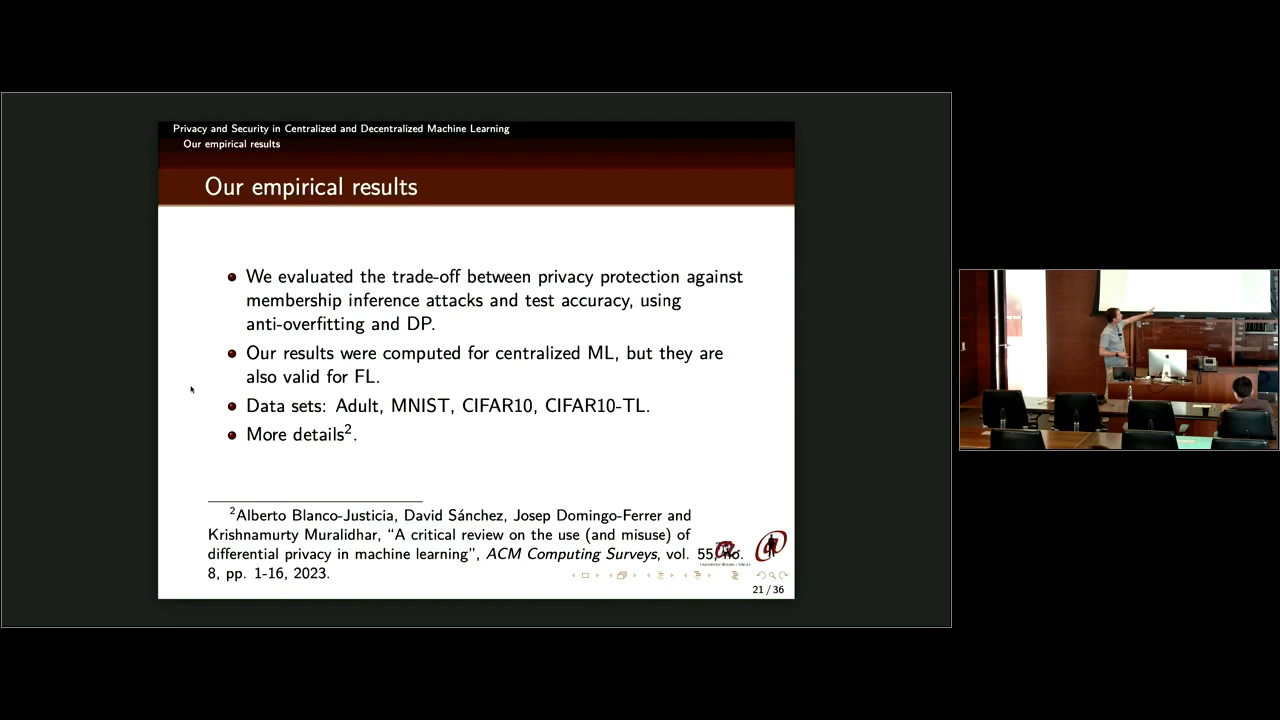 Privacy and Security in Centralized and Decentralized Machine Learning
Our empirical results
Our empirical results
We evaluated the trade-off between privacy protection against
membership inference attacks and test accuracy, using
anti-overfitting and DP.
Our results were computed for centralized ML, but they are
also valid for FL.
Data sets: Adult, MNIST, CIFAR10, CIFAR10-TL.
More details2.
2Alberto Blanco-Justicia, David Sánchez, Josep Domingo-Ferrer and
Krishnamurty Muralidhar, “A critical review on the use (and misuse) of
differential privacy in machine learning”, ACM Computing Surveys, vol. 55, no.
8, pp. 1-16, 2023.
21 / 36